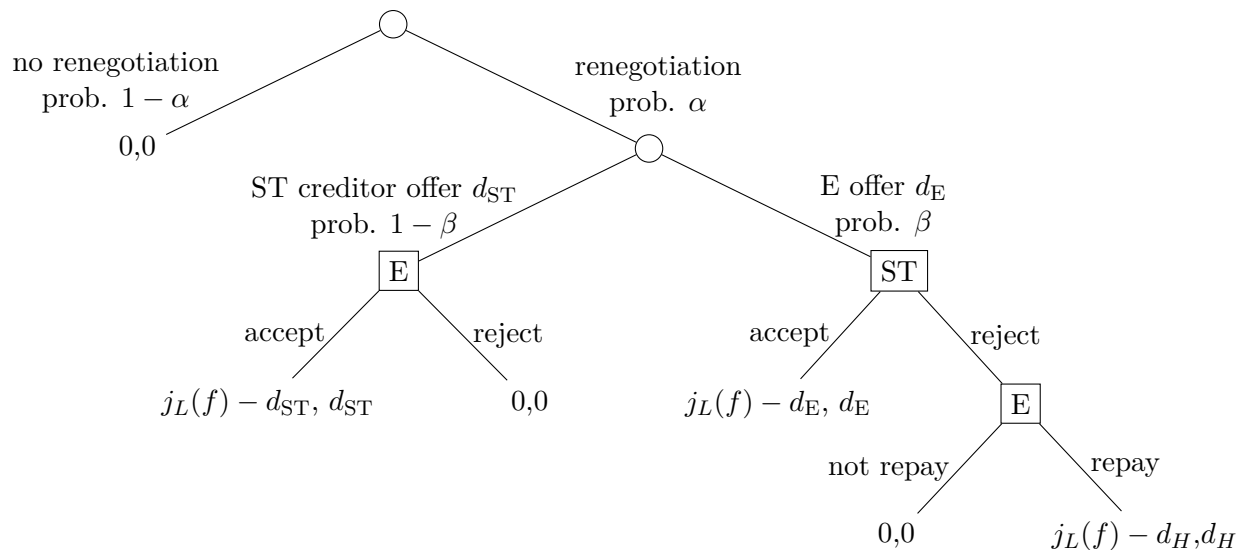 no renegotiation
prob. 1 − α
renegotiation
prob. α
0,0
ST creditor offer d_ST
prob. 1 − β
E offer d_E
prob. β
E
ST
accept
reject
accept
reject
j_L(f) − d_ST, d_ST
0,0
j_L(f) − d_E, d_E
E
not repay
repay
0,0
j_L(f) − d_H,d_H